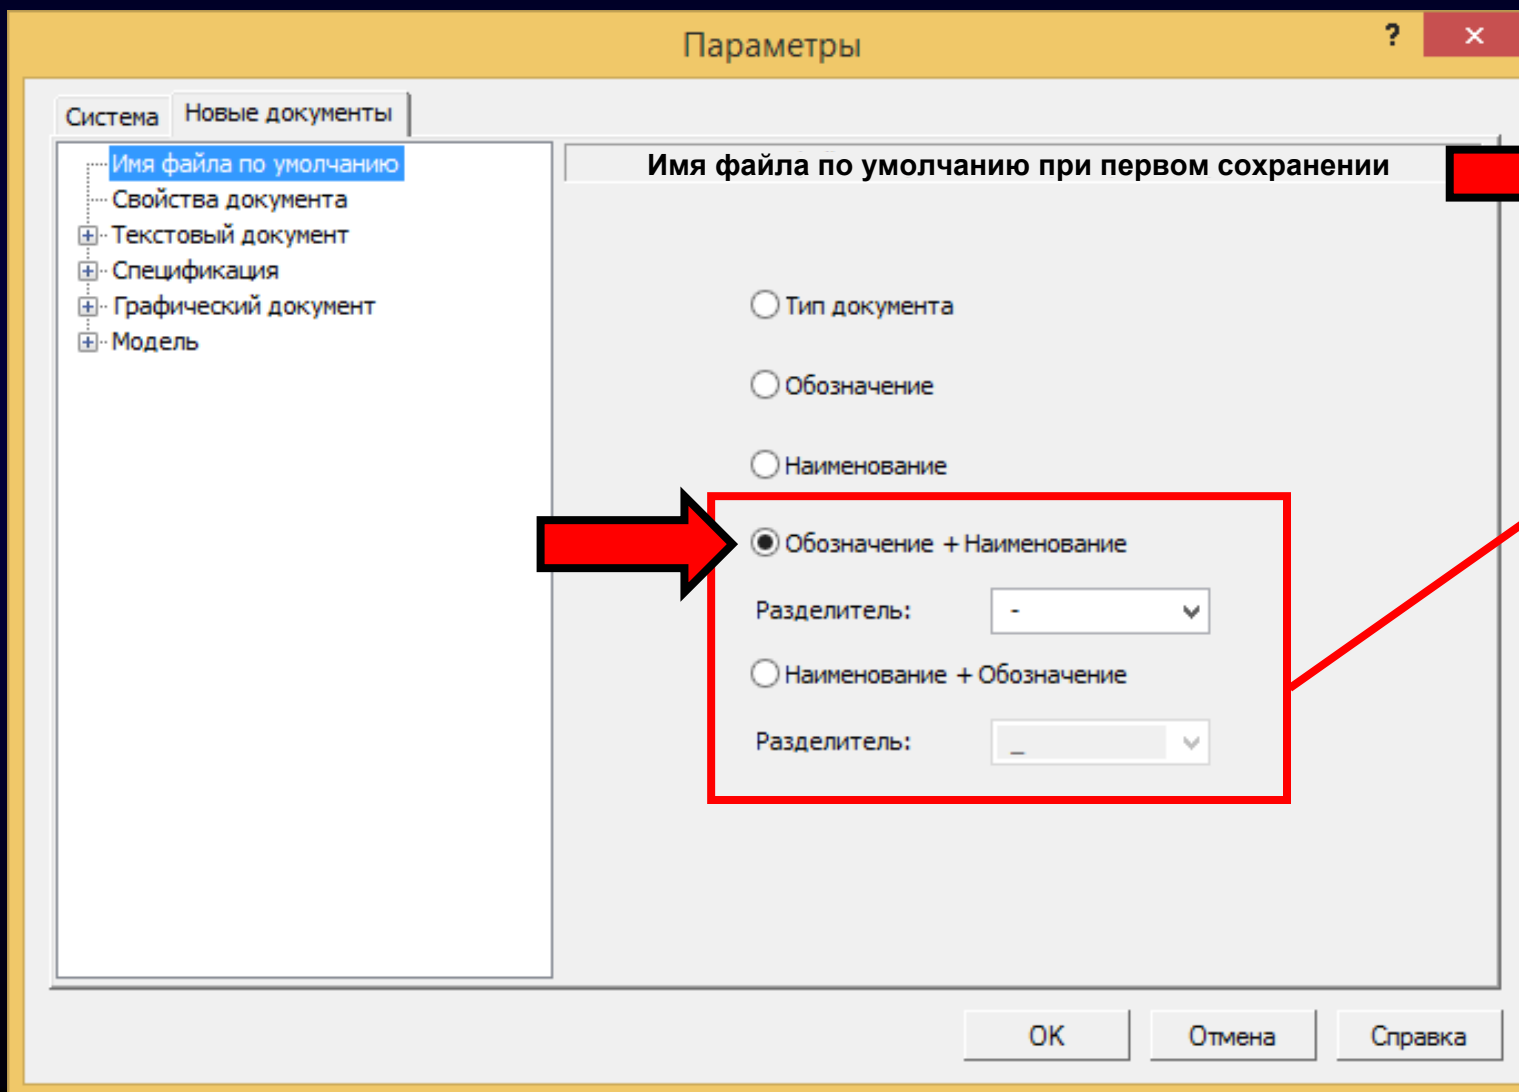 Параметры
?
×
Система
Новые документы
Имя файла по умолчанию
Свойства документа
Текстовый документ
Спецификация
Графический документ
Модель
Имя файла по умолчанию при первом сохранении
Тип документа
Обозначение
Наименование
Обозначение + Наименование
Разделитель: -
Наименование + Обозначение
Разделитель: _
ОК
Отмена
Справка